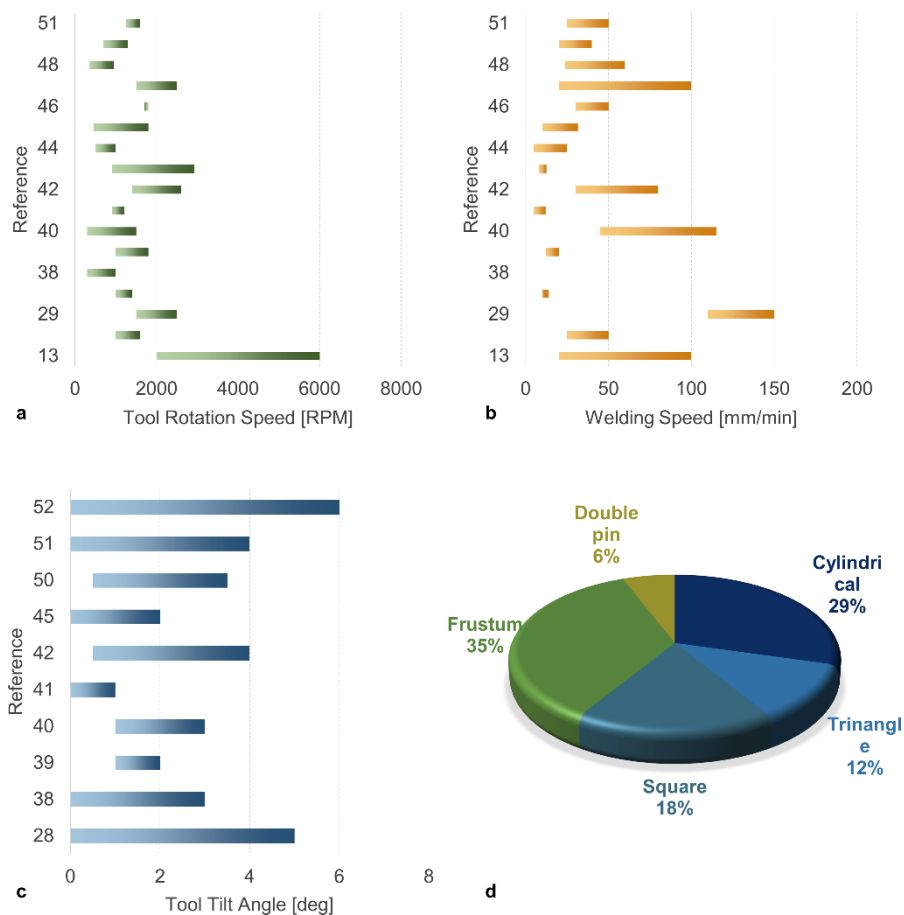 51
48
46
44
42
40
38
29
13
Reference
0
2000
4000
6000
8000
a
Tool Rotation Speed [RPM]
51
48
46
44
42
40
38
29
13
Reference
0
50
100
150
200
b
Welding Speed [mm/min]
52
51
50
45
42
41
40
39
38
28
Reference
0
2
4
6
8
c
Tool Tilt Angle [deg]
Double
pin
6%
Cylindri
cal
29%
Frustum
35%
Trinangl
e
12%
Square
18%
d